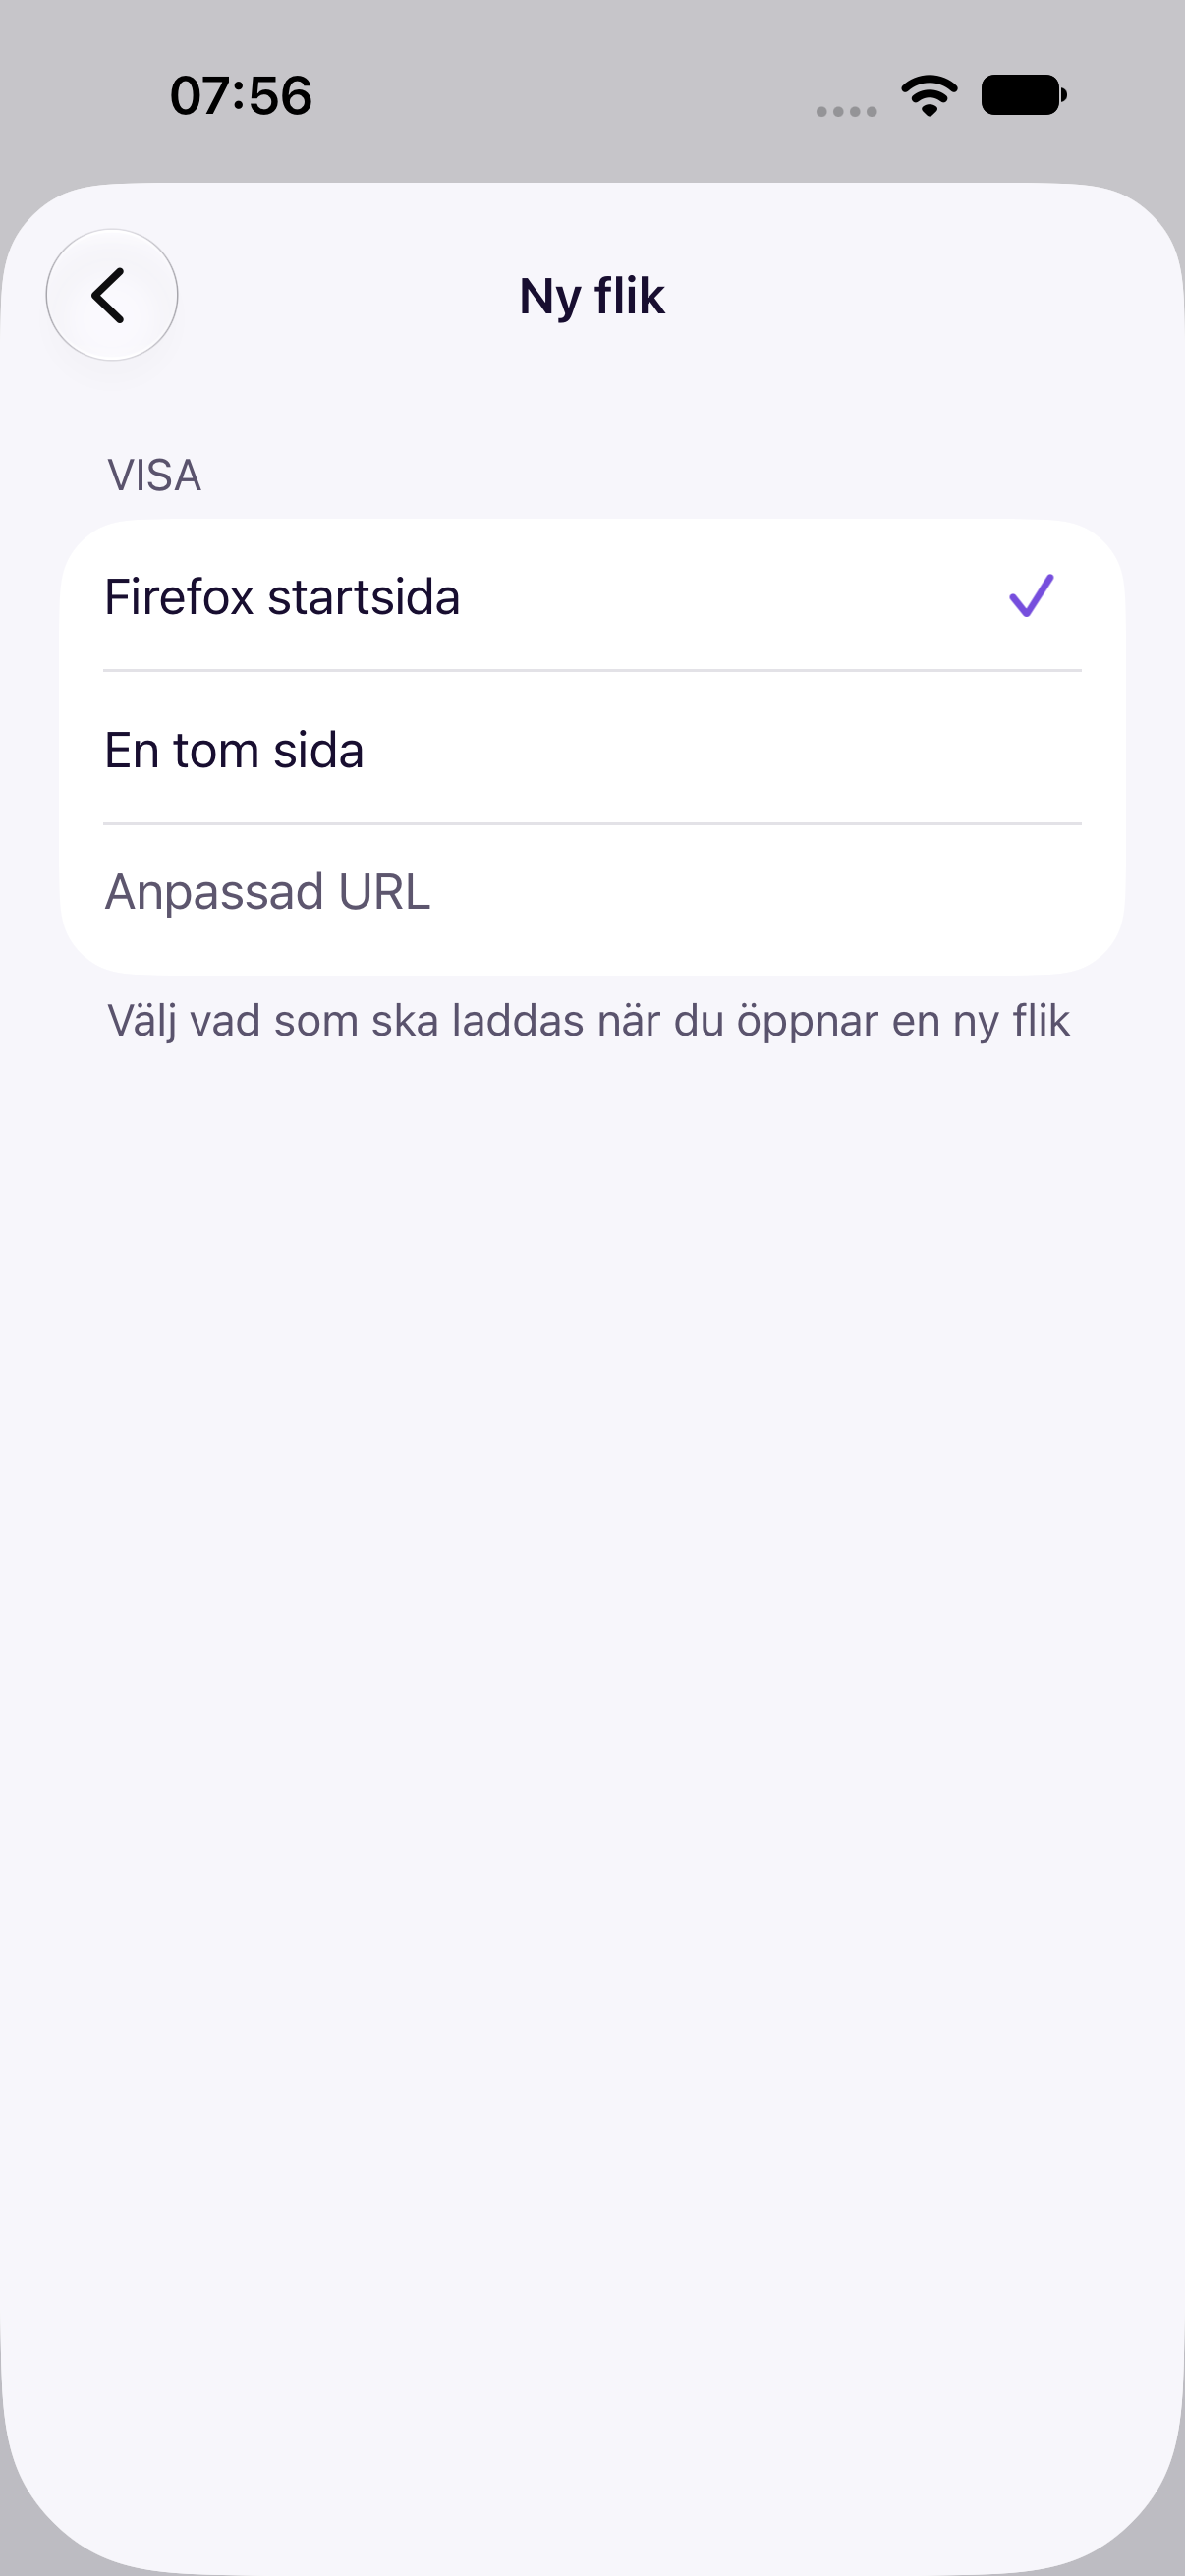 07:56
Ny flik
VISA
Firefox startsida
En tom sida
Anpassad URL
Välj vad som ska laddas när du öppnar en ny flik